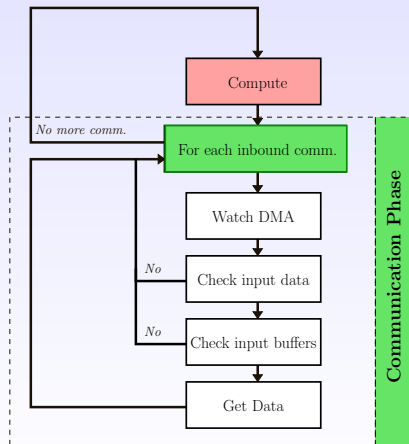 Compute
No more comm.
For each inbound comm.
Watch DMA
No
Check input data
No
Check input buffers
Get Data
Communication Phase